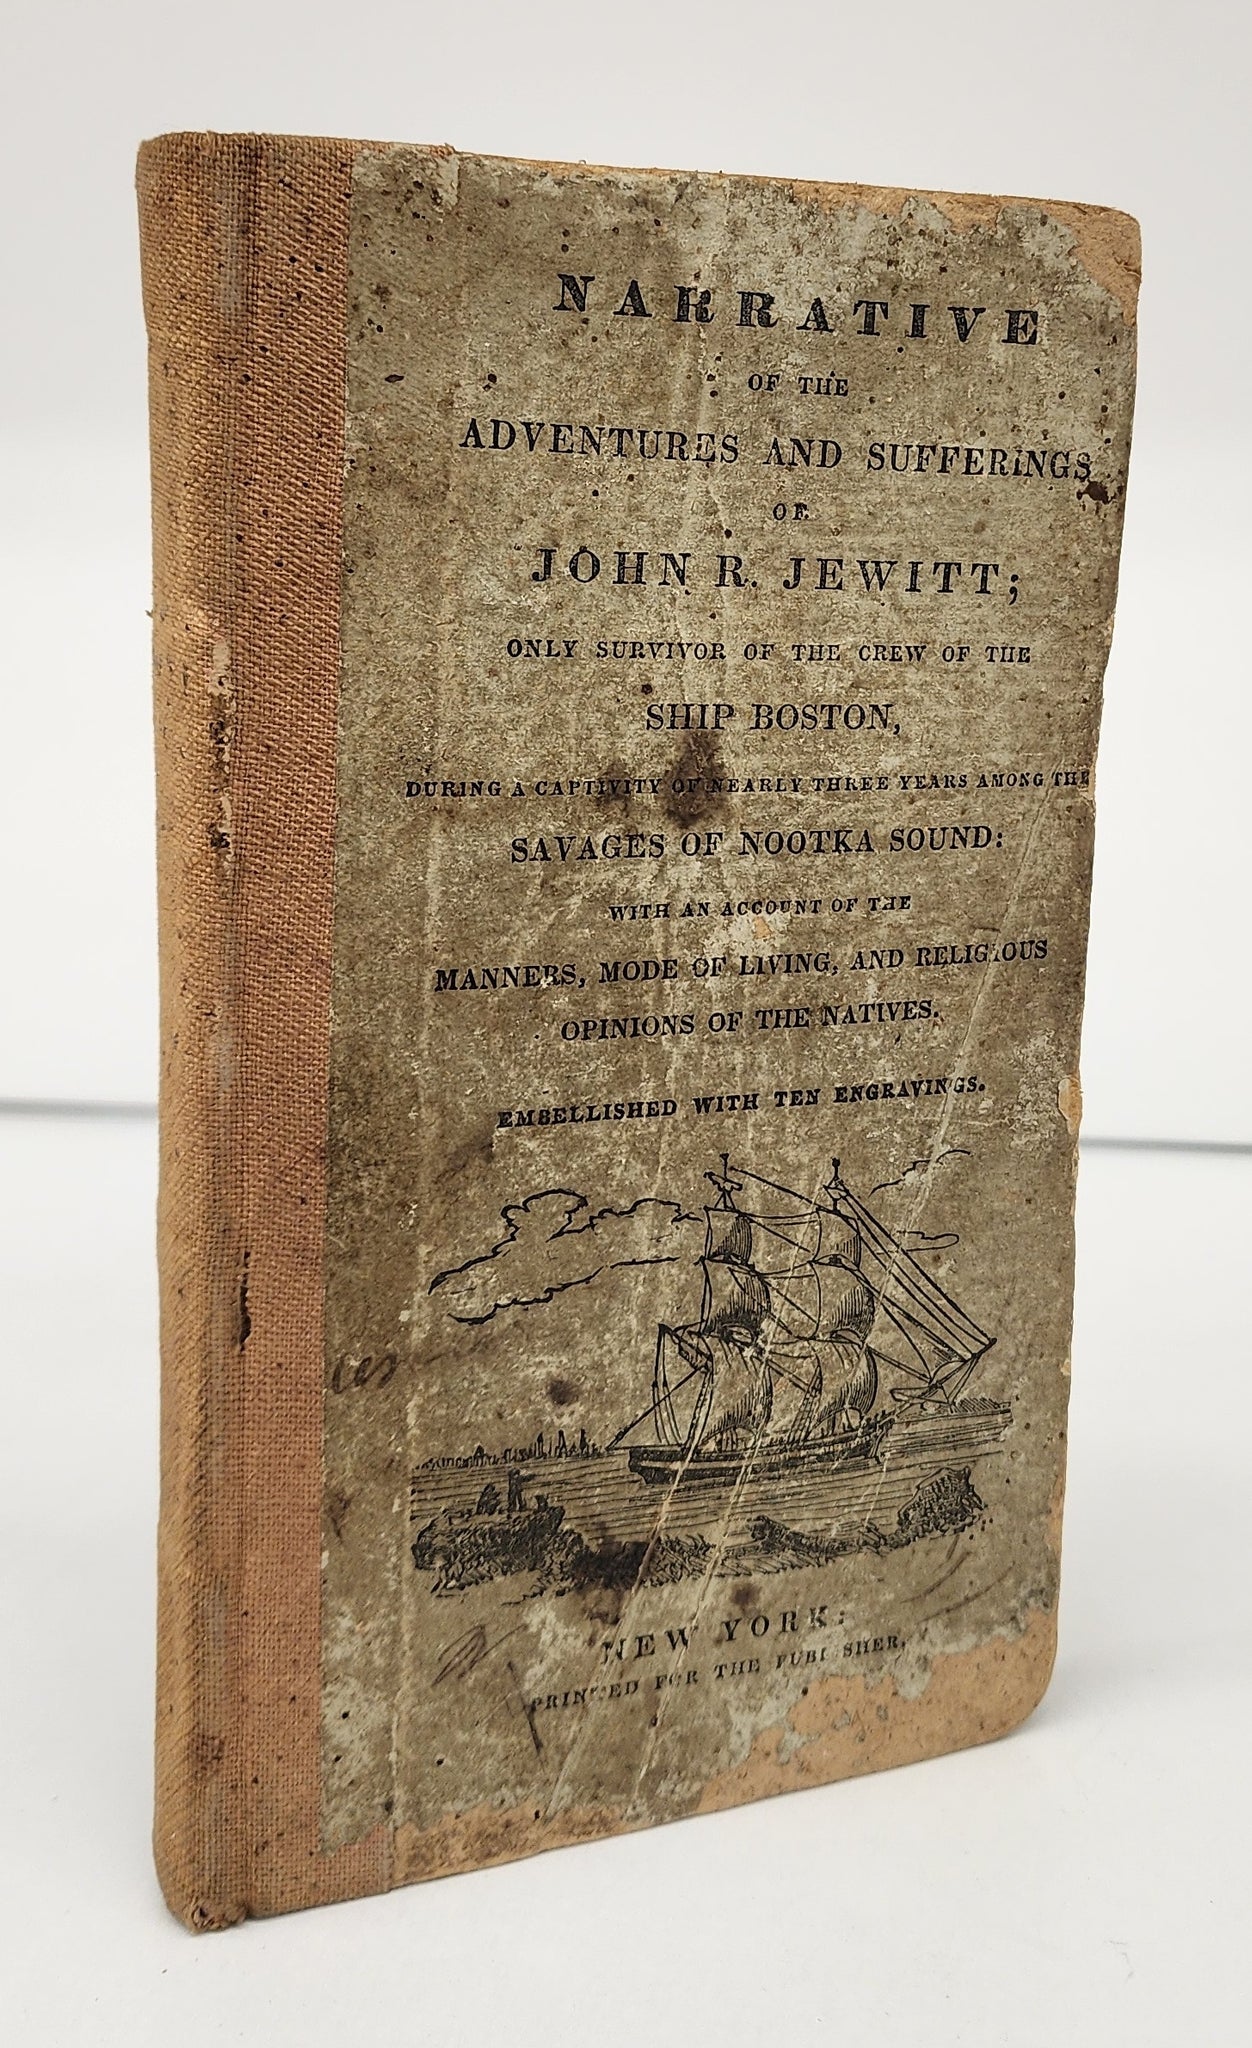 NARRATIVE
OF THE
ADVENTURES AND SUFFERINGS
OF
JOHN R. JEWITT;
ONLY SURVIVOR OF THE CREW OF THE
SHIP BOSTON,
DURING A CAPTIVITY OF NEARLY THREE YEARS AMONG THE
SAVAGES OF NOOTKA SOUND:
WITH AN ACCOUNT OF THE
MANNERS, MODE OF LIVING, AND RELIGIOUS
OPINIONS OF THE NATIVES.
EMBELLISHED WITH TEN ENGRAVINGS.
NEW YORK:
PRINTED FOR THE PUBLISHER.